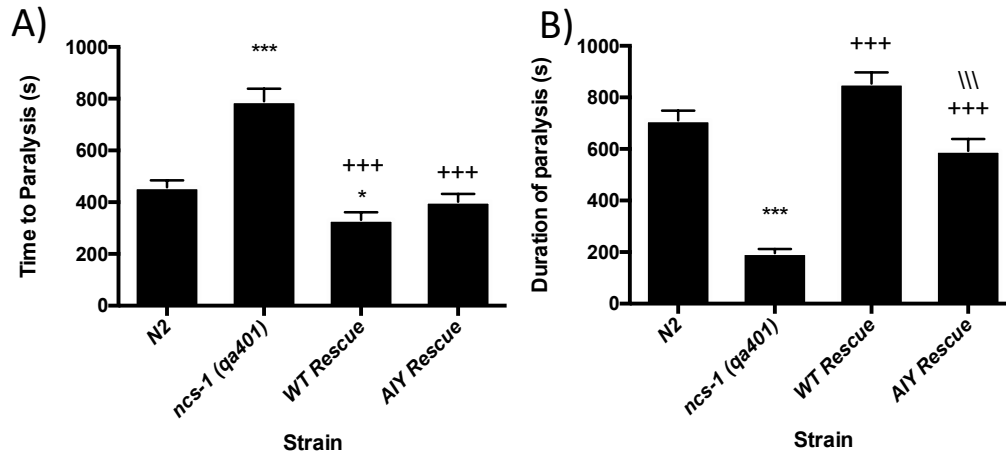 A)
Time to Paralysis (s)
1000
800
600
400
200
0
***
+++
*
+++
N2
ncs-1 (qa401)
WT Rescue
AIY Rescue
Strain
B)
Duration of paralysis (s)
1000
800
600
400
200
0
***
+++
\\\
+++
N2
ncs-1 (qa401)
WT Rescue
AIY Rescue
Strain